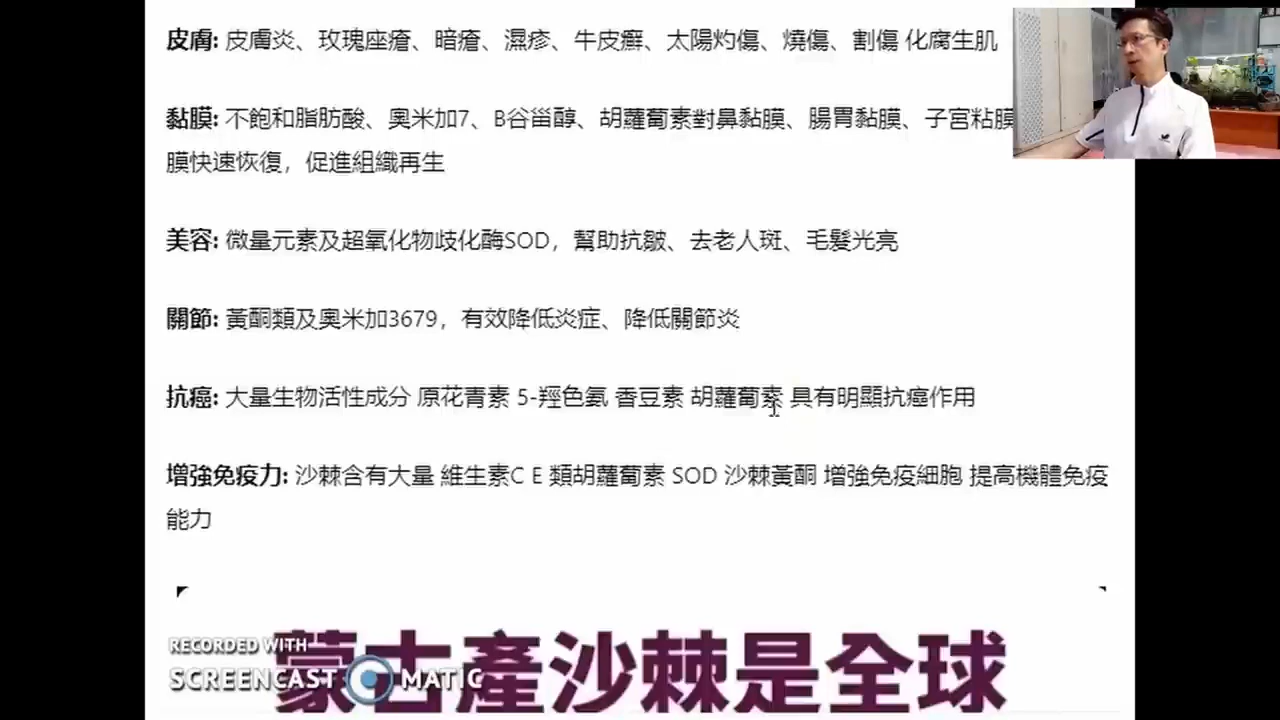 皮膚: 皮膚炎、玫瑰座瘡、暗瘡、濕疹、牛皮癬、太陽灼傷、燒傷、割傷 化腐生肌
黏膜: 不飽和脂肪酸、奧米加7、B谷甾醇、胡蘿蔔素對鼻黏膜、腸胃黏膜、子宮粘膜
膜快速恢復，促進組織再生
美容: 微量元素及超氧化物歧化酶SOD，幫助抗皺、去老人斑、毛髮光亮
關節: 黃酮類及奧米加3679，有效降低炎症、降低關節炎
抗癌: 大量生物活性成分 原花青素 5-羥色氨 香豆素 胡蘿蔔素 具有明顯抗癌作用
增強免疫力: 沙棘含有大量 維生素C E 類胡蘿蔔素 SOD 沙棘黃酮 增強免疫細胞 提高機體免疫
能力
RECORDED WITH
SCREENCAST MATIC
蒙古產沙棘是全球